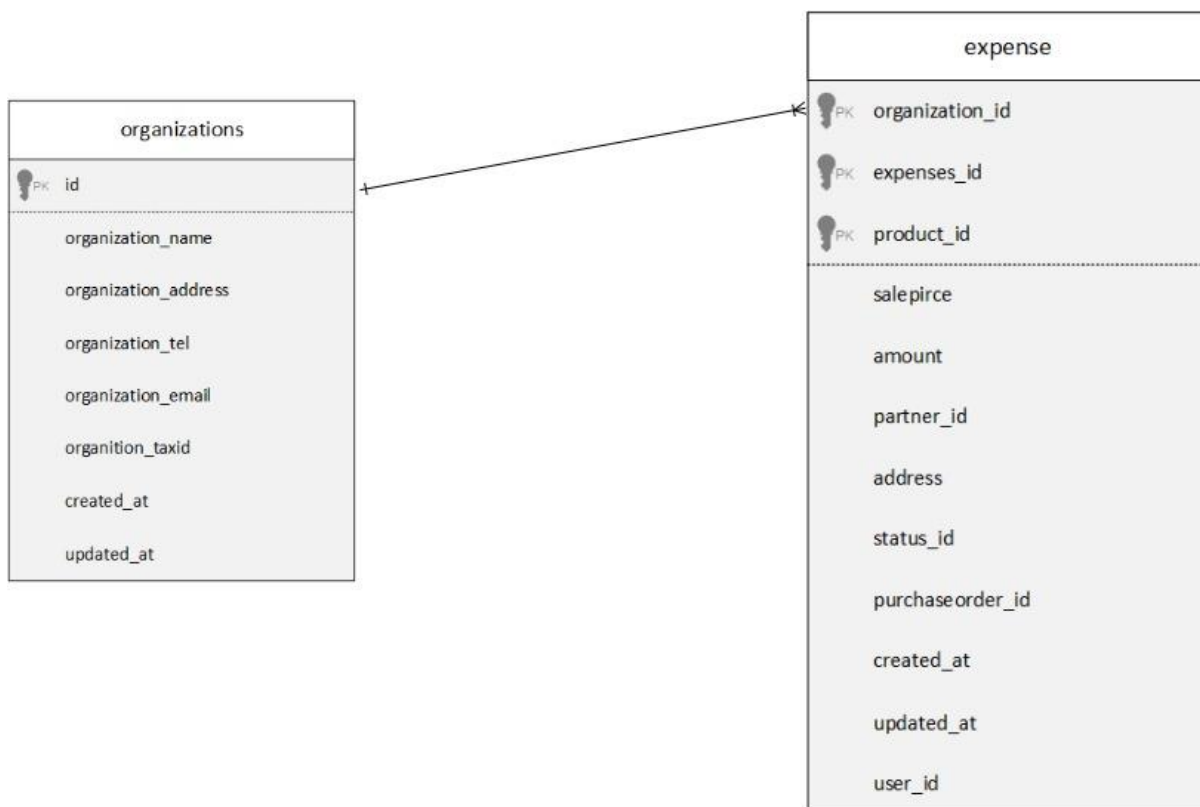 organizations
PK id
organization_name
organization_address
organization_tel
organization_email
organition_taxid
created_at
updated_at
expense
PK organization_id
PK expenses_id
PK product_id
salepirce
amount
partner_id
address
status_id
purchaseorder_id
created_at
updated_at
user_id